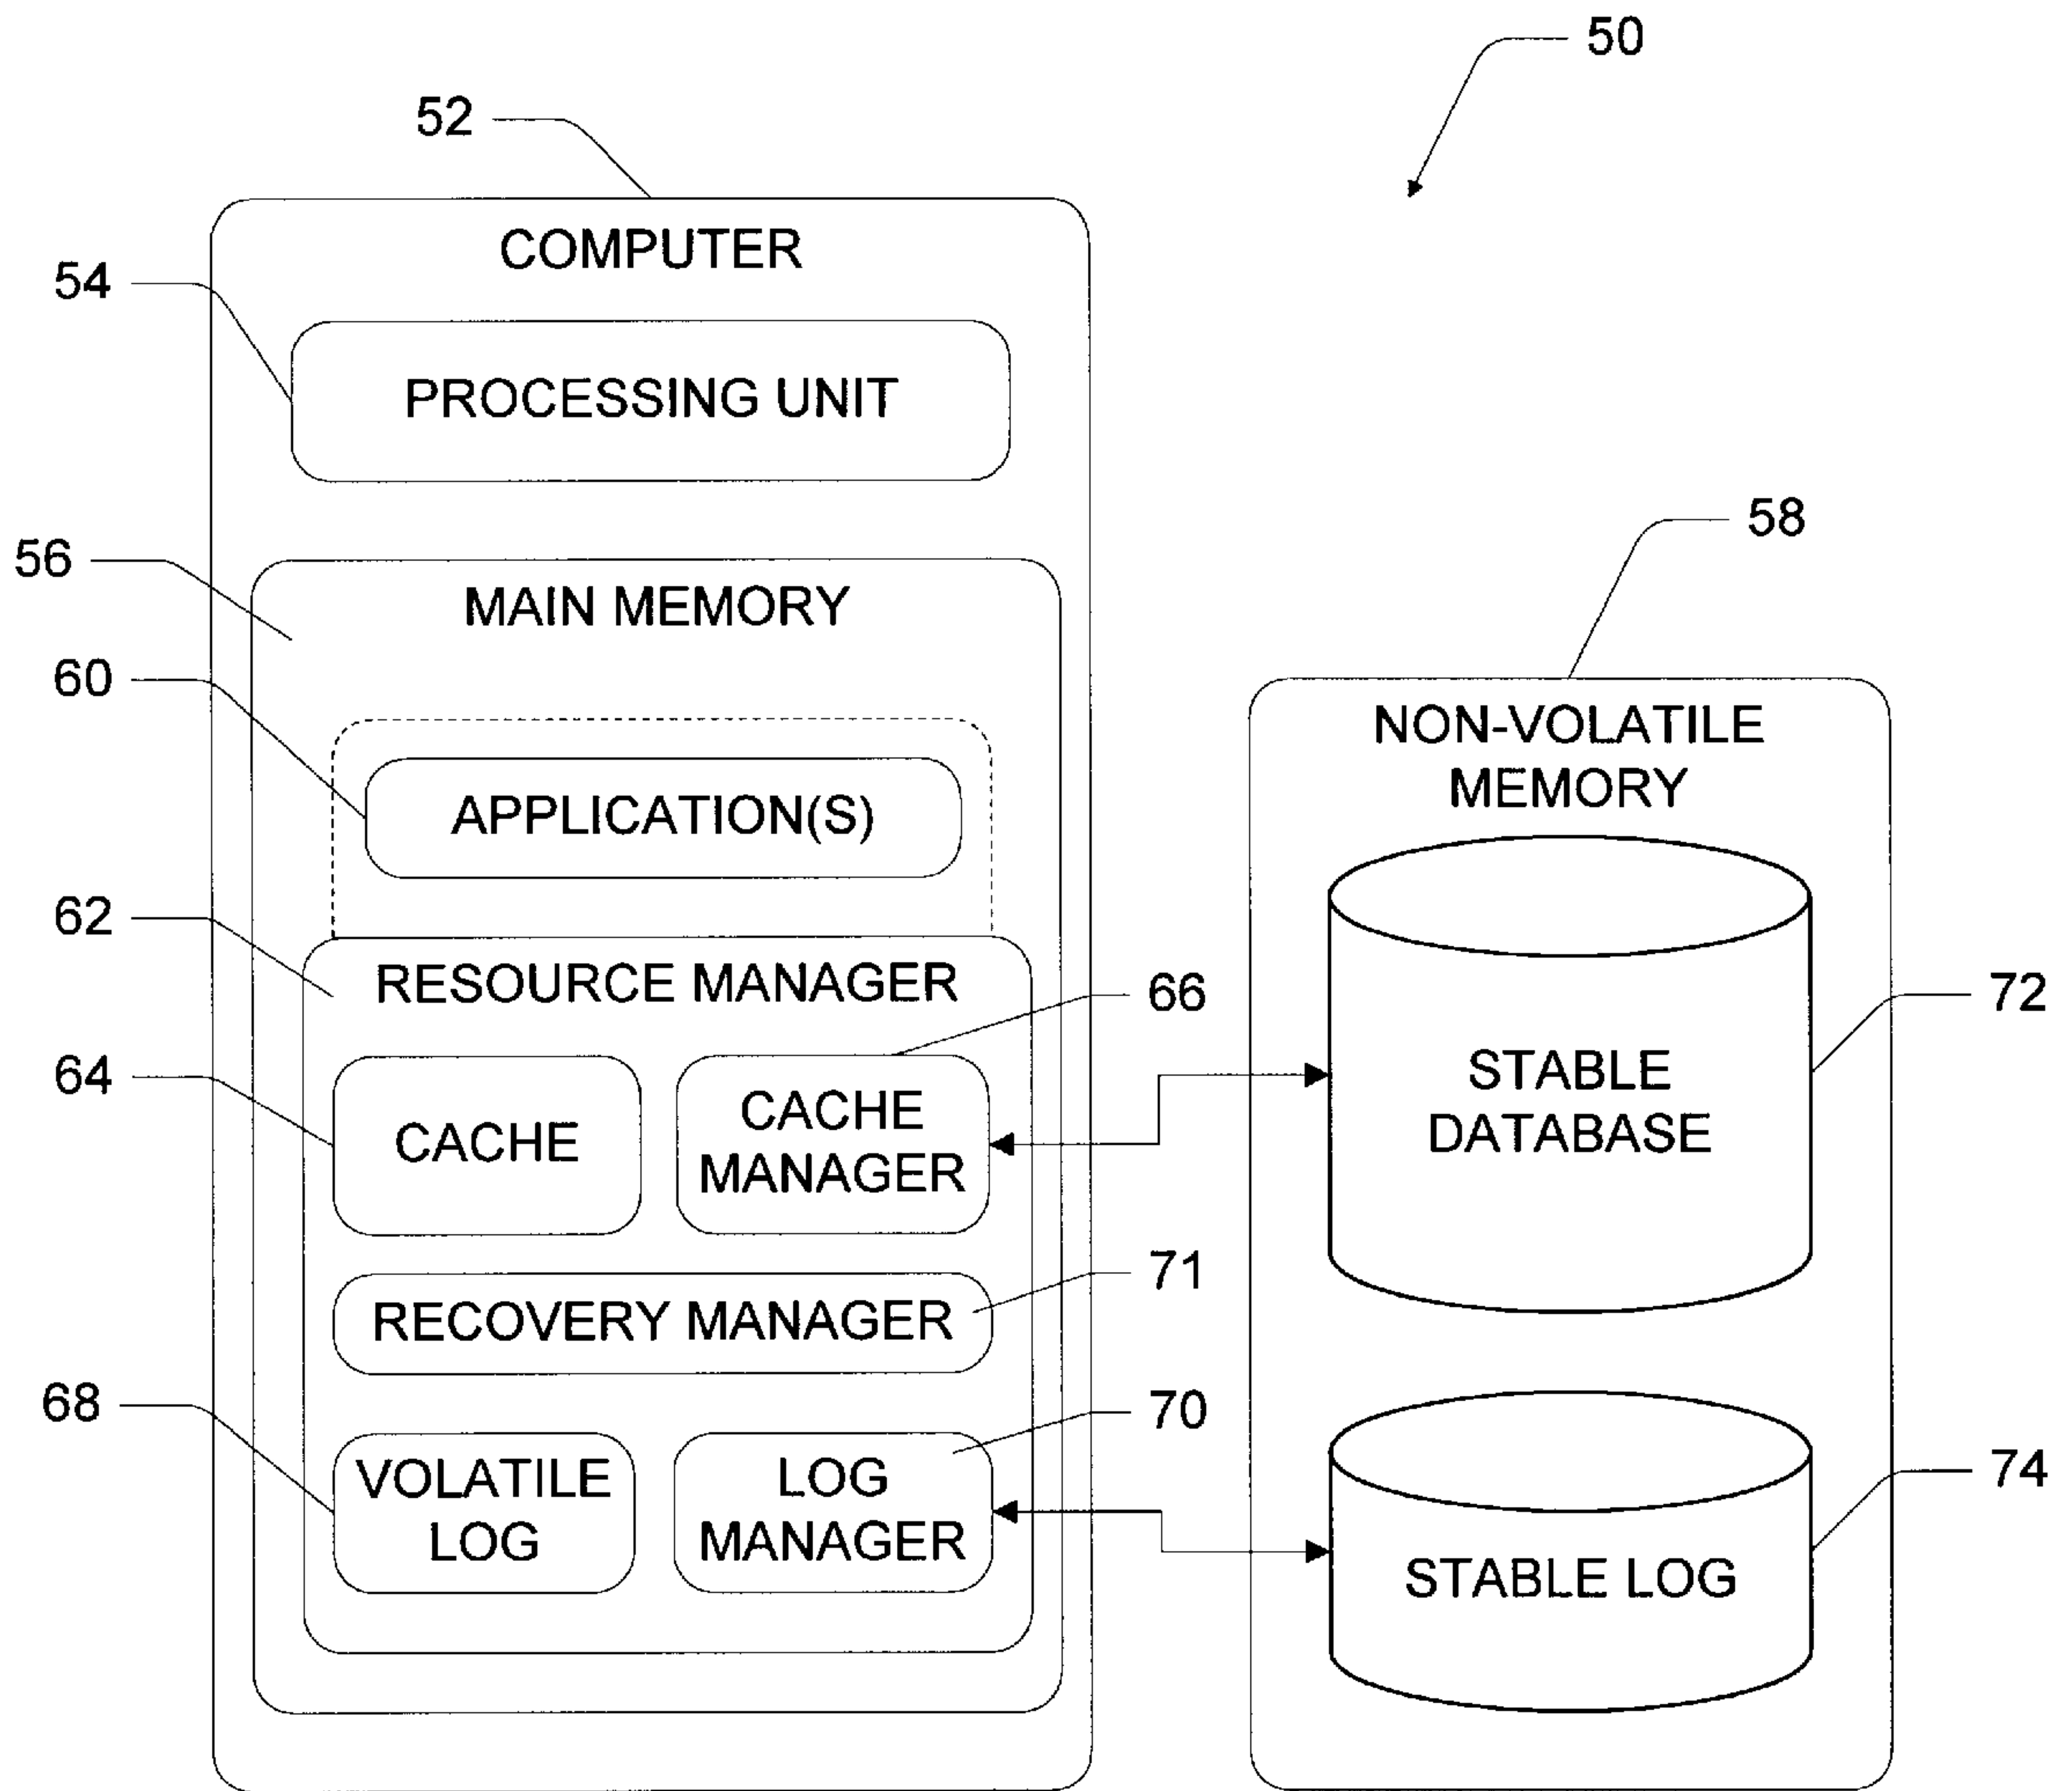 50
52
COMPUTER
54
PROCESSING UNIT
58
56
MAIN MEMORY
60
NON-VOLATILE
MEMORY
APPLICATION(S)
62
RESOURCE MANAGER
66
72
64
CACHE
CACHE
MANAGER
STABLE
DATABASE
71
RECOVERY MANAGER
68
70
VOLATILE
LOG
LOG
MANAGER
74
STABLE LOG